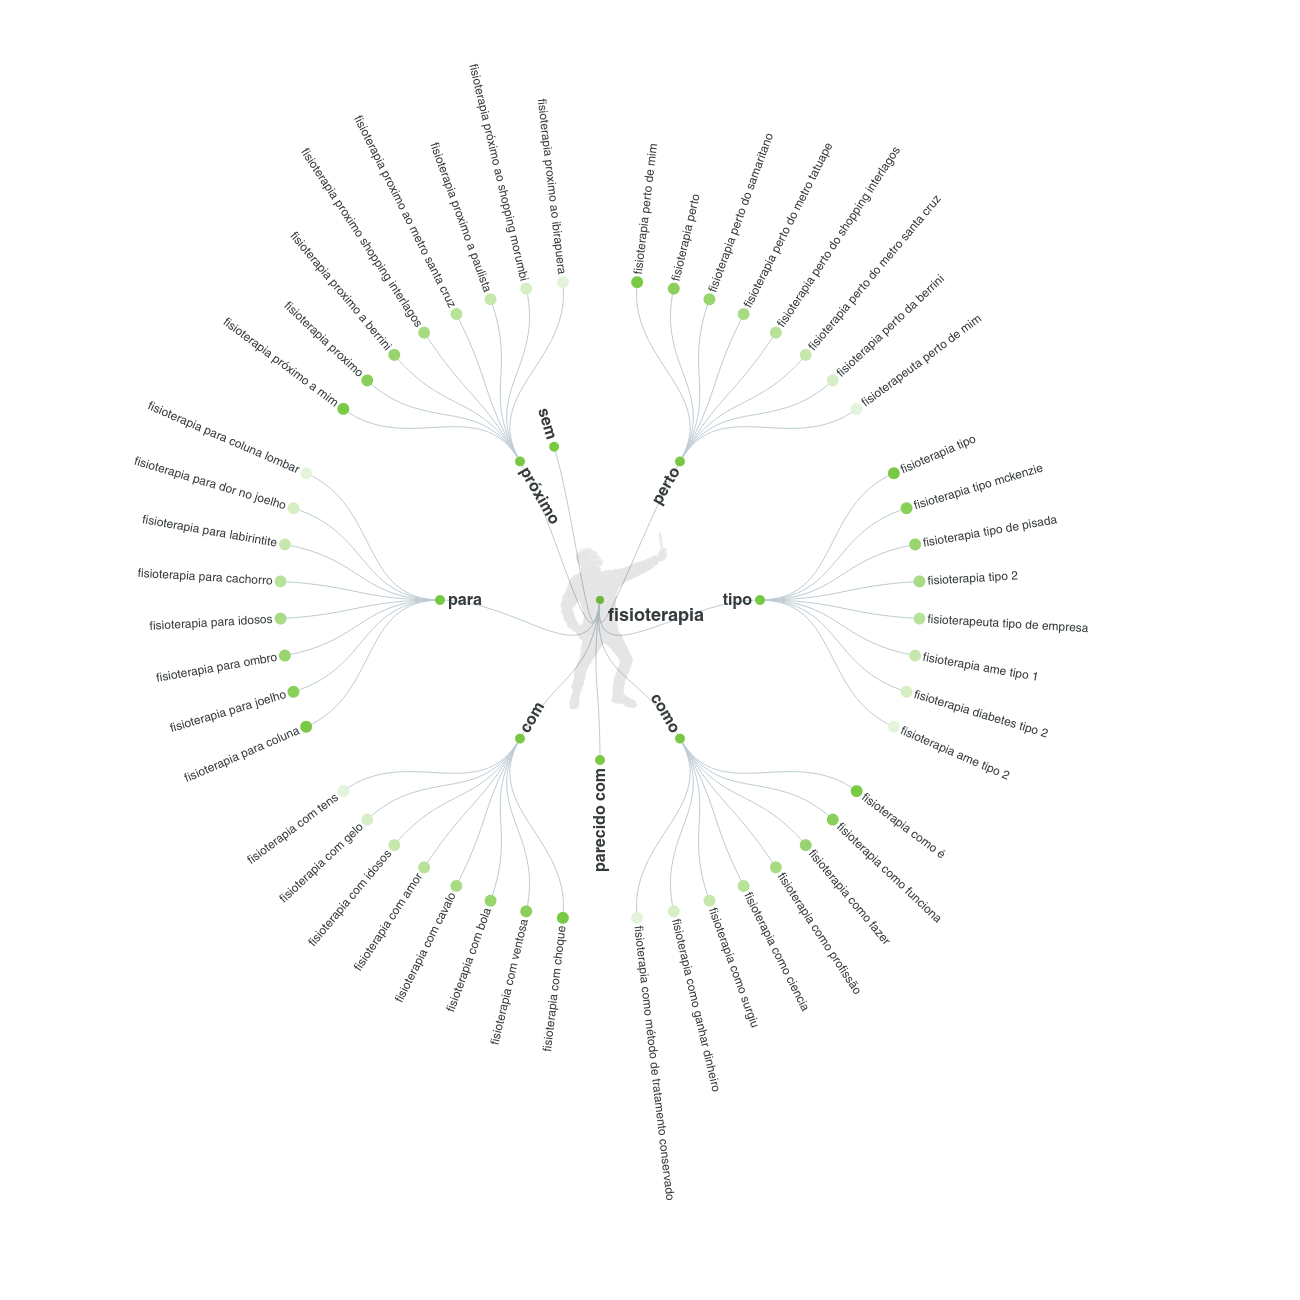 fisioterapia
perto
fisioterapia perto de mim
fisioterapia perto
fisioterapia perto do samaritano
fisioterapia perto do metro tatuape
fisioterapia perto do shopping interlagos
fisioterapia perto do metro santa cruz
fisioterapia perto da berrini
fisioterapeuta perto de mim
tipo
fisioterapia tipo
fisioterapia tipo mckenzie
fisioterapia tipo de pisada
fisioterapia tipo 2
fisioterapeuta tipo de empresa
fisioterapia ame tipo 1
fisioterapia diabetes tipo 2
fisioterapia ame tipo 2
como
fisioterapia como é
fisioterapia como funciona
fisioterapia como fazer
fisioterapia como profissão
fisioterapia como ciencia
fisioterapia como surgiu
fisioterapia como ganhar dinheiro
fisioterapia como método de tratamento conservado
parecido com
com
fisioterapia com choque
fisioterapia com ventosa
fisioterapia com bola
fisioterapia com cavalo
fisioterapia com amor
fisioterapia com idosos
fisioterapia com gelo
fisioterapia com tens
para
fisioterapia para coluna
fisioterapia para joelho
fisioterapia para ombro
fisioterapia para idosos
fisioterapia para cachorro
fisioterapia para labirintite
fisioterapia para dor no joelho
fisioterapia para coluna lombar
próximo
fisioterapia próximo a mim
fisioterapia proximo
fisioterapia proximo a berrini
fisioterapia proximo shopping interlagos
fisioterapia proximo ao metro santa cruz
fisioterapia proximo a paulista
fisioterapia próximo ao shopping morumbi
fisioterapia proximo ao ibirapuera
sem